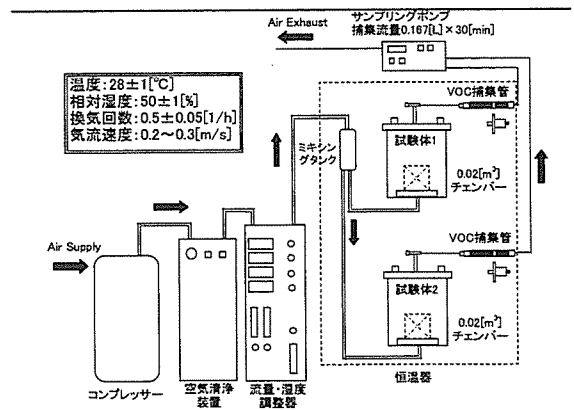 Air Exhaust
サンプリングポンプ
捕集流量0.167[L]×30[min]
温度:28±1[℃]
相対湿度:50±1[%]
換気回数:0.5±0.05[1/h]
気流速度:0.2~0.3[m/s]
VOC捕集管
試験体1
ミキシン
グタンク
0.02[m³]
チェンバー
Air Supply
VOC捕集管
試験体2
0.02[m³]
チェンバー
恒温器
コンプレッサー
空気清浄
装置
流量・湿度
調整器